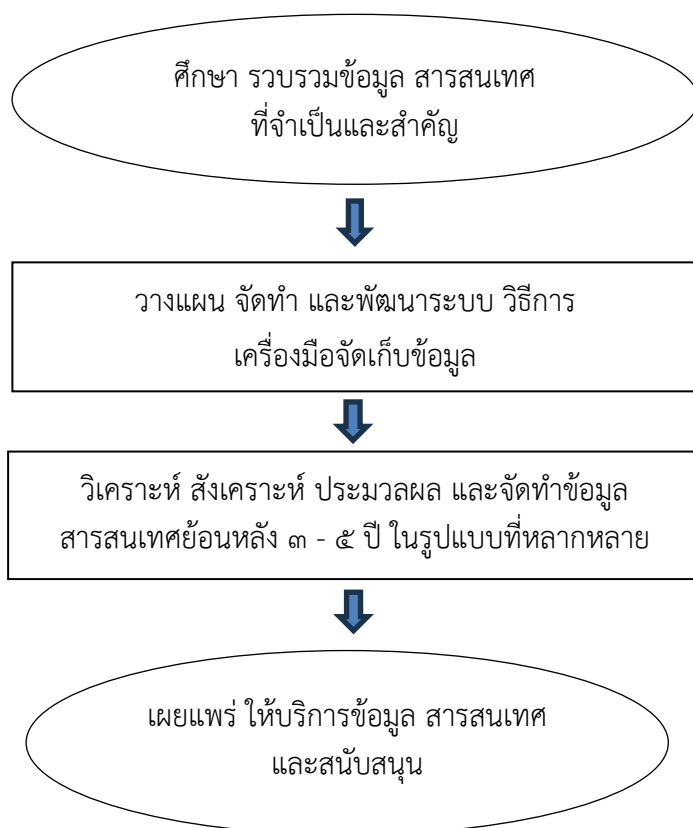 ศึกษา รวบรวมข้อมูล สารสนเทศ
ที่จำเป็นและสำคัญ
วางแผน จัดทำ และพัฒนาระบบ วิธีการ
เครื่องมือจัดเก็บข้อมูล
วิเคราะห์ สังเคราะห์ ประมวลผล และจัดทำข้อมูล
สารสนเทศย้อนหลัง ๓ - ๕ ปี ในรูปแบบที่หลากหลาย
เผยแพร่ ให้บริการข้อมูล สารสนเทศ
และสนับสนุน